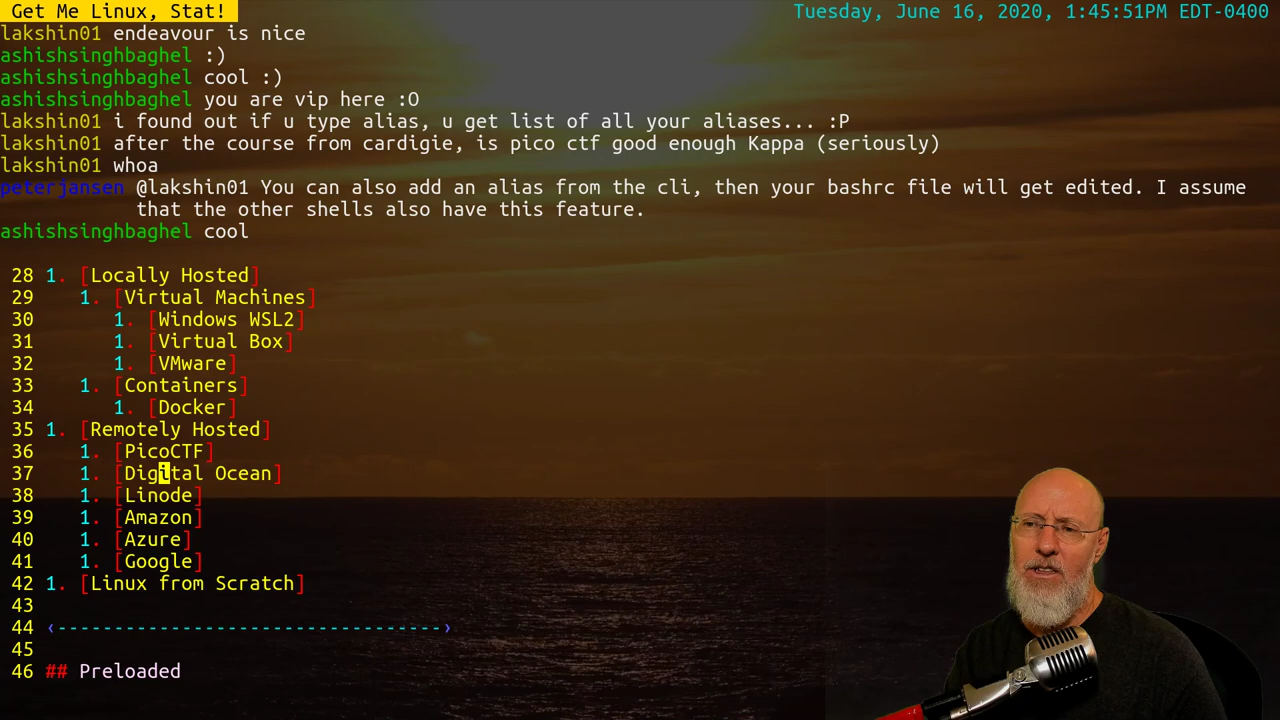 Get Me Linux, Stat!
Tuesday, June 16, 2020, 1:45:51PM EDT-0400
lakshin01 endeavour is nice
ashishsinghbaghel :)
ashishsinghbaghel cool :)
ashishsinghbaghel you are vip here :O
lakshin01 i found out if u type alias, u get list of all your aliases... :P
lakshin01 after the course from cardigie, is pico ctf good enough Kappa (seriously)
lakshin01 whoa
peterjansen @lakshin01 You can also add an alias from the cli, then your bashrc file will get edited. I assume
that the other shells also have this feature.
ashishsinghbaghel cool
28 1. [Locally Hosted]
29 1. [Virtual Machines]
30 1. [Windows WSL2]
31 1. [Virtual Box]
32 1. [VMware]
33 1. [Containers]
34 1. [Docker]
35 1. [Remotely Hosted]
36 1. [PicoCTF]
37 1. [Digital Ocean]
38 1. [Linode]
39 1. [Amazon]
40 1. [Azure]
41 1. [Google]
42 1. [Linux from Scratch]
43
44 ‹----------------------------------›
45
46 ## Preloaded